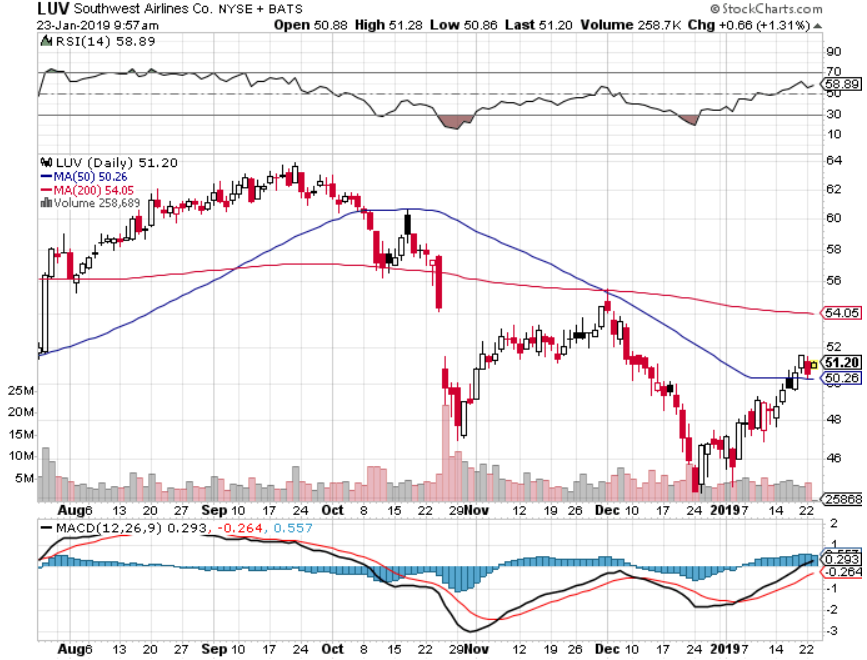 LUV Southwest Airlines Co. NYSE + BATS © StockCharts.com
23-Jan-2019 9:57am Open 50.88 High 51.28 Low 50.86 Last 51.20 Volume 258.7K Chg +0.66 (+1.31%)
RSI(14) 58.89
90
70
58.89
50
30
10
LUV (Daily) 51.20
MA(50) 50.26
MA(200) 54.05
Volume 258,689
64
62
60
58
56
54.05
52
51.20
50.26
48
46
25M
20M
15M
10M
5M
25868
Aug 6 13 20 27 Sep 10 17 24 Oct 8 15 22 29 Nov 12 19 26 Dec 10 17 24 2019 7 14 22
MACD(12,26,9) 0.293, -0.264, 0.557
2
1
0.293
-0.264
-1
-2
-3
Aug 6 13 20 27 Sep 10 17 24 Oct 8 15 22 29 Nov 12 19 26 Dec 10 17 24 2019 7 14 22